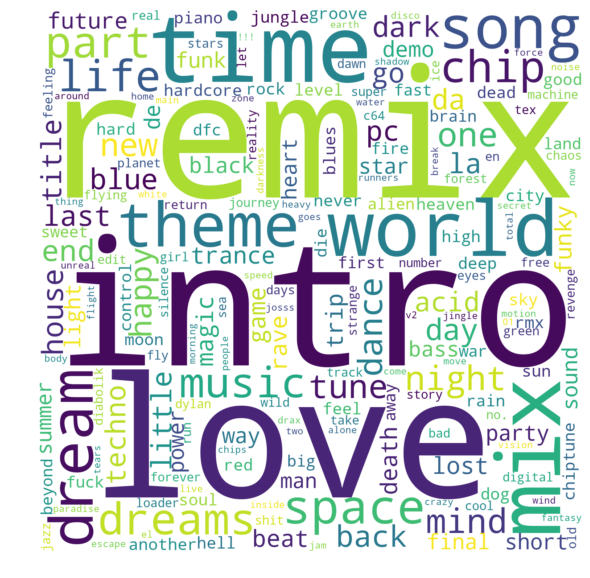 future real piano jungle groove disco earth let !!! dark demo
time
song
part
stars funk dawn shadow go force ice noise
life
hardcore rock level super fast dead machine good
chip
feeling around home main zone water c64 tex
remix
title de hard dfc reality fire brain da land chaos
new
planet black heart blues pc one
blue
flying star la en forest now
thing white return journey darkness never alien heaven city break runners
last
theme
world
sweet edit girl die goes high total secret
end
trance first number deep eyes free funky
unreal flight control silence speed days josss strange v2 jingle motion 01 rmx green revenge
happy
intro
house light moon magic sea game rave trip acid sky
body fly morning people dance day
music
tune
bass war move sun
dream
techno little track come story rain no. sound
night
mix
love
summer diabolik power dylan wild drax two feel take alone away party
beyond run chips way red bad vision digital chiptune
fuck tears forever live soul big man death lost dog
dreams
space
mind
jazz paradise loader shit inside crazy cool wind fantasy
another hell beat back final short old
escape el jam